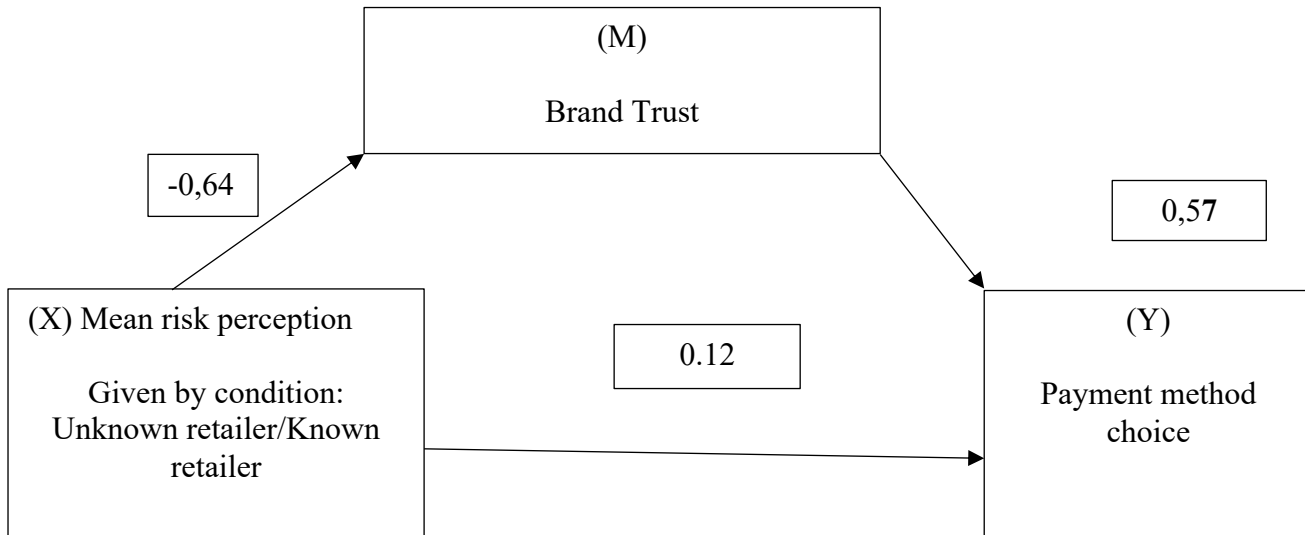 (M)
Brand Trust
-0,64
0,57
(X) Mean risk perception
Given by condition:
Unknown retailer/Known
retailer
0.12
(Y)
Payment method
choice